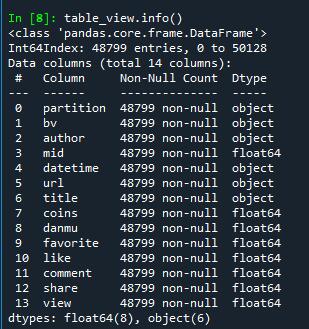 In [8]: table_view.info()
<class 'pandas.core.frame.DataFrame'>
Int64Index: 48799 entries, 0 to 50128
Data columns (total 14 columns):
 #   Column     Non-Null Count  Dtype
---  ------     --------------  -----
 0   partition  48799 non-null  object
 1   bv         48799 non-null  object
 2   author     48799 non-null  object
 3   mid        48799 non-null  float64
 4   datetime   48799 non-null  object
 5   url        48799 non-null  object
 6   title      48799 non-null  object
 7   coins      48799 non-null  float64
 8   danmu      48799 non-null  float64
 9   favorite   48799 non-null  float64
 10  like       48799 non-null  float64
 11  comment    48799 non-null  float64
 12  share      48799 non-null  float64
 13  view       48799 non-null  float64
dtypes: float64(8), object(6)